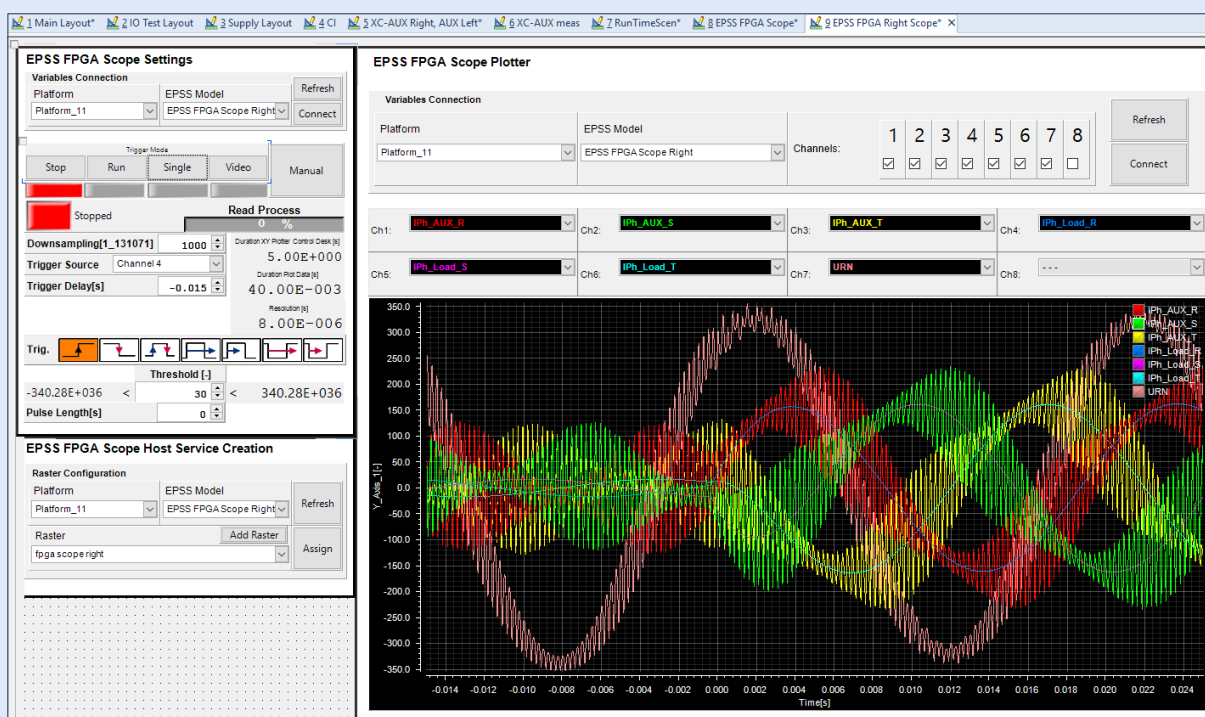 1 Main Layout* 2 IO Test Layout 3 Supply Layout 4 CI 5 XC-AUX Right, AUX Left* 6 XC-AUX meas 7 RunTimeScen* 8 EPSS FPGA Scope* 9 EPSS FPGA Right Scope* ×
EPSS FPGA Scope Settings
Variables Connection
Platform EPSS Model Refresh
Platform_11 EPSS FPGA Scope Right Connect
Trigger Mode
Stop Run Single Video Manual
Stopped
Read Process
0 %
Downsampling[1_131071] 1000
Duration XY Plotter Control Desk [s]
5.00E+000
Trigger Source Channel 4
Duration Plot Data[s]
Trigger Delay[s] -0.015
40.00E-003
Resolution [s]
8.00E-006
Trig.
Threshold [-]
-340.28E+036 < 30 < 340.28E+036
Pulse Length[s] 0
EPSS FPGA Scope Host Service Creation
Raster Configuration
Platform EPSS Model Refresh
Platform_11 EPSS FPGA Scope Right
Raster Add Raster Assign
fpga scope right
EPSS FPGA Scope Plotter
Variables Connection
Platform EPSS Model Channels: 1 2 3 4 5 6 7 8 Refresh
Platform_11 EPSS FPGA Scope Right Connect
Ch1: IPh_AUX_R Ch2: IPh_AUX_S Ch3: IPh_AUX_T Ch4: IPh_Load_R
Ch5: IPh_Load_S Ch6: IPh_Load_T Ch7: URN Ch8: ---
350.0
300.0
250.0
200.0
150.0
100.0
50.0
0.0
-50.0
-100.0
-150.0
-200.0
-250.0
-300.0
-350.0
Y_Axis_1[-]
IPh_AUX_R
IPh_AUX_S
IPh_AUX_T
IPh_Load_R
IPh_Load_S
IPh_Load_T
URN
-0.014 -0.012 -0.010 -0.008 -0.006 -0.004 -0.002 0.000 0.002 0.004 0.006 0.008 0.010 0.012 0.014 0.016 0.018 0.020 0.022 0.024
Time[s]